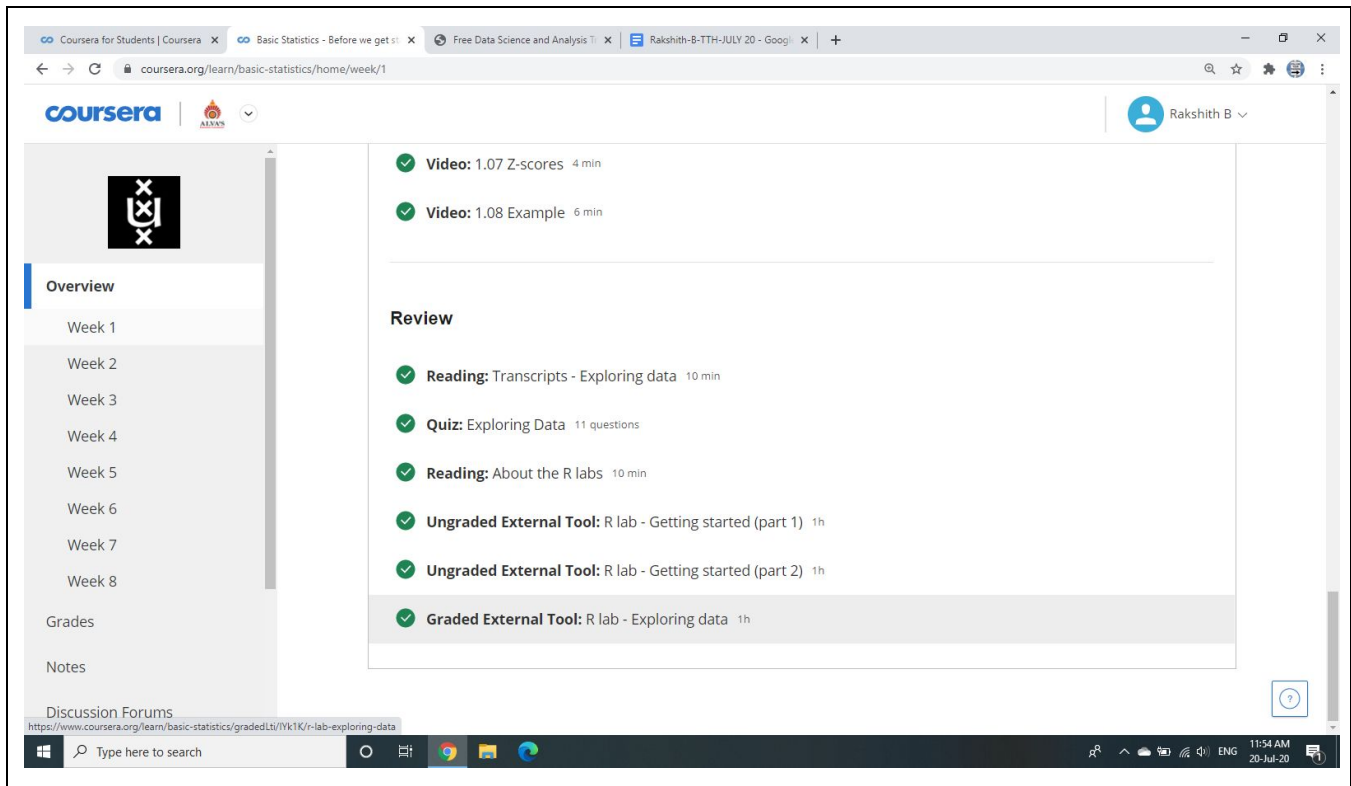 Coursera for Students | Coursera
Basic Statistics - Before we get st
Free Data Science and Analysis Tr
Rakshith-B-TTH-JULY 20 - Googl
coursera.org/learn/basic-statistics/home/week/1
coursera
ALVA'S
Rakshith B
Video: 1.07 Z-scores 4 min
Video: 1.08 Example 6 min
Overview
Week 1
Week 2
Week 3
Week 4
Week 5
Week 6
Week 7
Week 8
Grades
Notes
Discussion Forums
Review
Reading: Transcripts - Exploring data 10 min
Quiz: Exploring Data 11 questions
Reading: About the R labs 10 min
Ungraded External Tool: R lab - Getting started (part 1) 1h
Ungraded External Tool: R lab - Getting started (part 2) 1h
Graded External Tool: R lab - Exploring data 1h
https://www.coursera.org/learn/basic-statistics/gradedLti/lYk1K/r-lab-exploring-data
Type here to search
ENG
11:54 AM
20-Jul-20